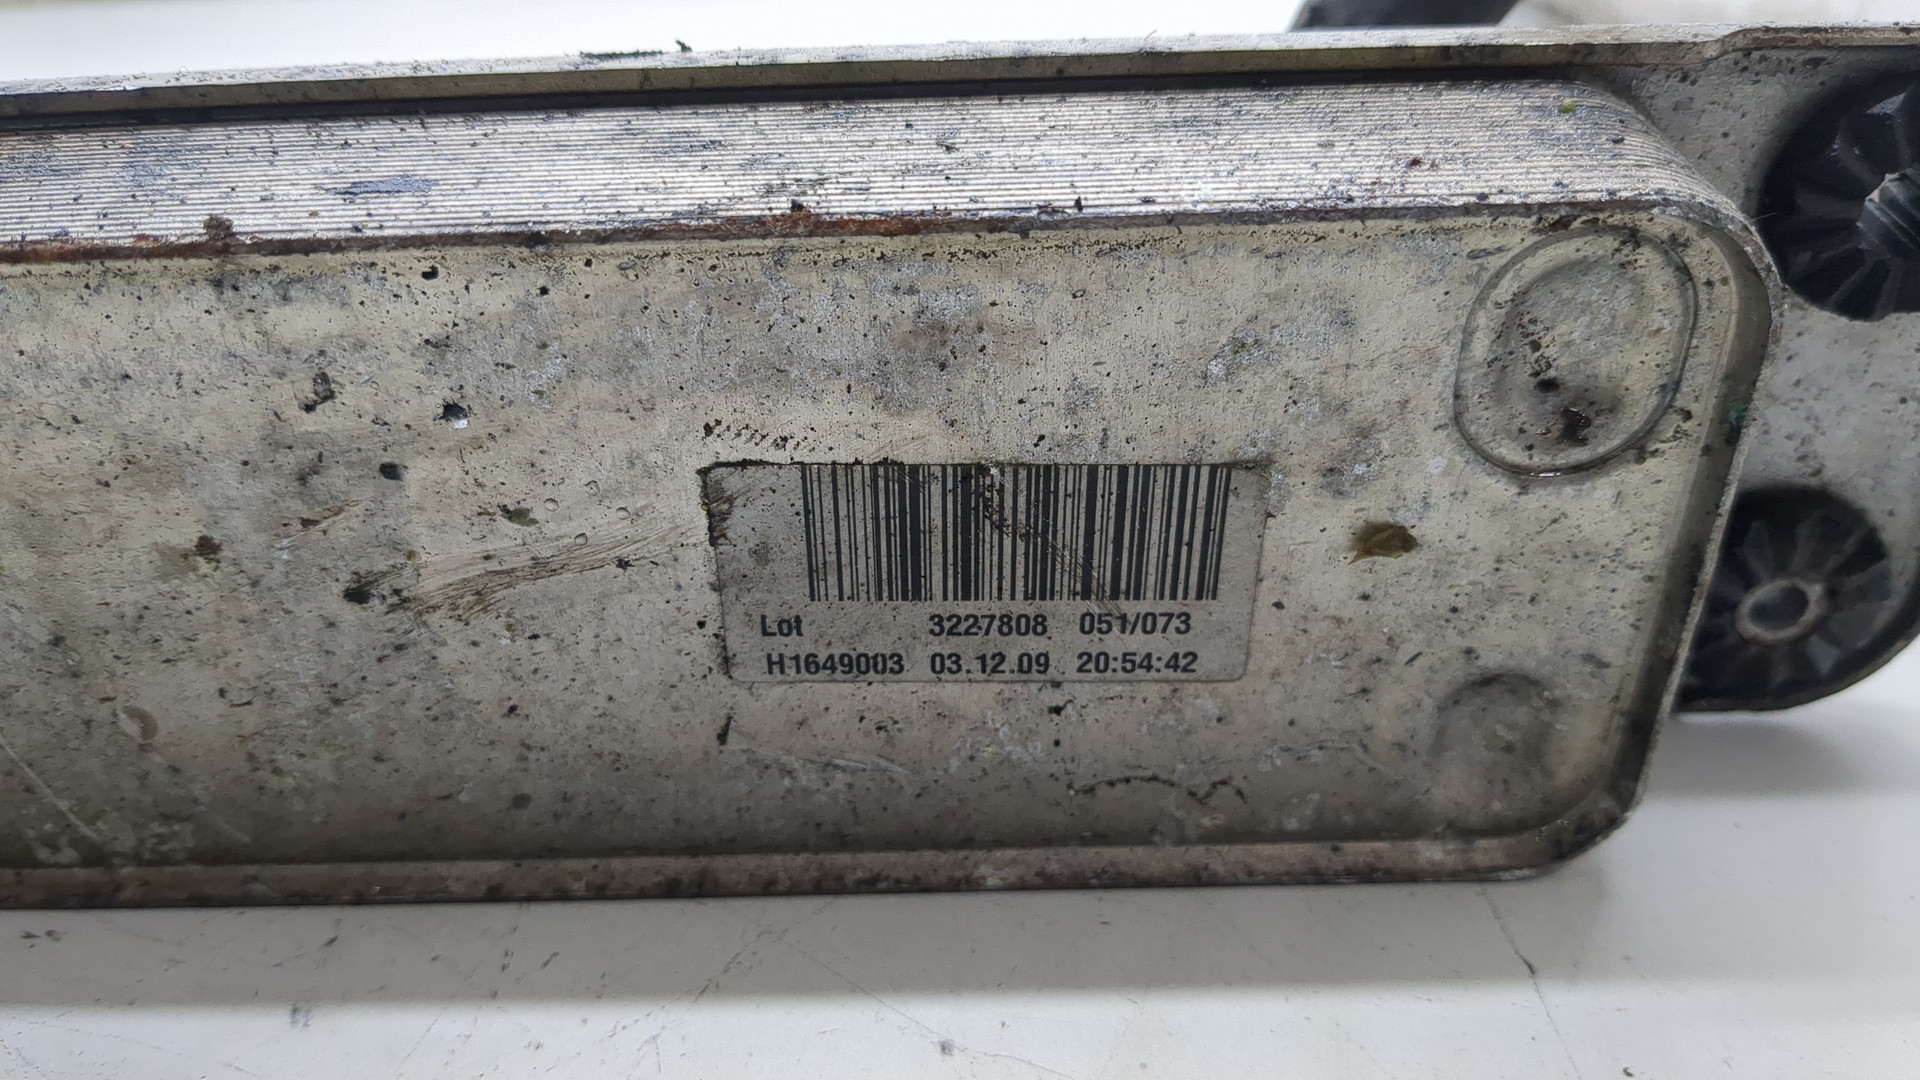 Lot 3227808 051/073
H1649003 03.12.09 20:54:42